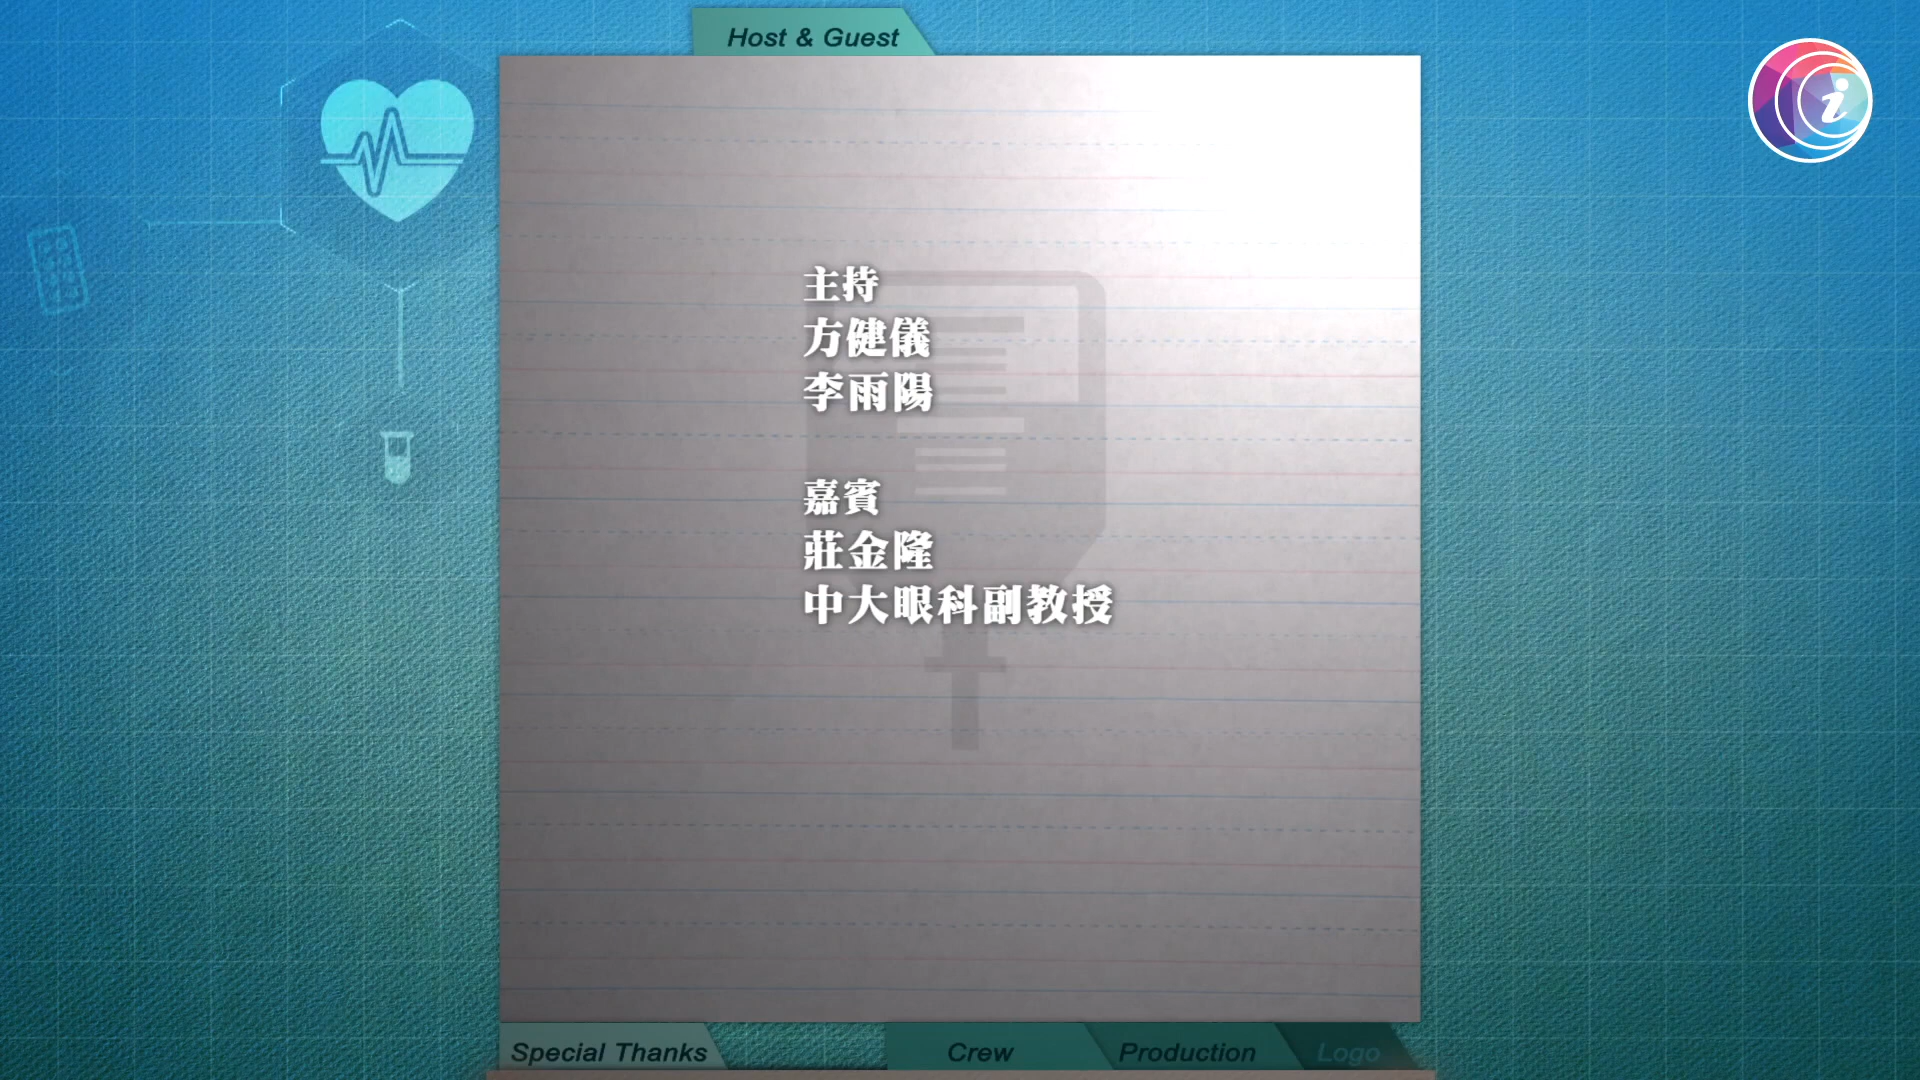 Host & Guest
i
主持
方健儀
李雨陽
嘉賓
莊金隆
中大眼科副教授
Special Thanks
Crew
Production
Logo